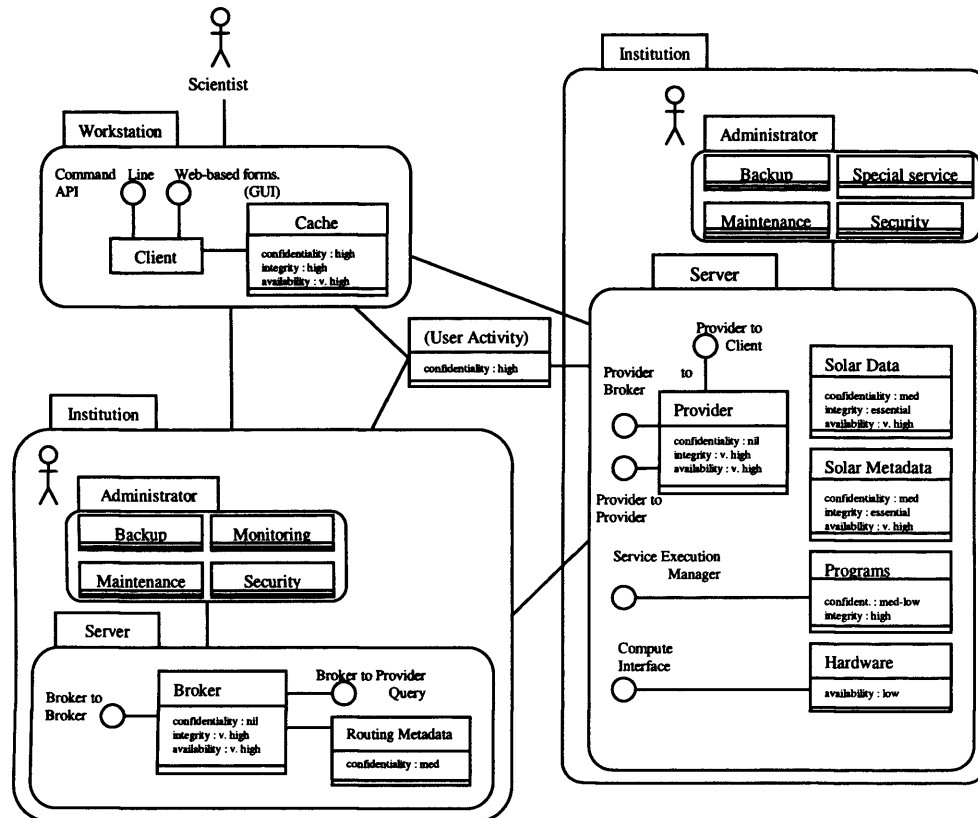 Scientist
Workstation
Command Line Web-based forms.
API (GUI)
Client
Cache
confidentiality : high
integrity : high
availability : v. high
(User Activity)
confidentiality : high
Institution
Administrator
Backup Monitoring
Maintenance Security
Server
Broker to
Broker
Broker
confidentiality : nil
integrity : v. high
availability : v. high
Broker to Provider
Query
Routing Metadata
confidentiality : med
Institution
Administrator
Backup Special service
Maintenance Security
Server
Provider to
Client
Provider to
Broker
Provider
confidentiality : nil
integrity : v. high
availability : v. high
Provider to
Provider
Solar Data
confidentiality : med
integrity : essential
availability : v. high
Solar Metadata
confidentiality : med
integrity : essential
availability : v. high
Service Execution
Manager
Programs
confident. : med-low
integrity : high
Compute
Interface
Hardware
availability : low